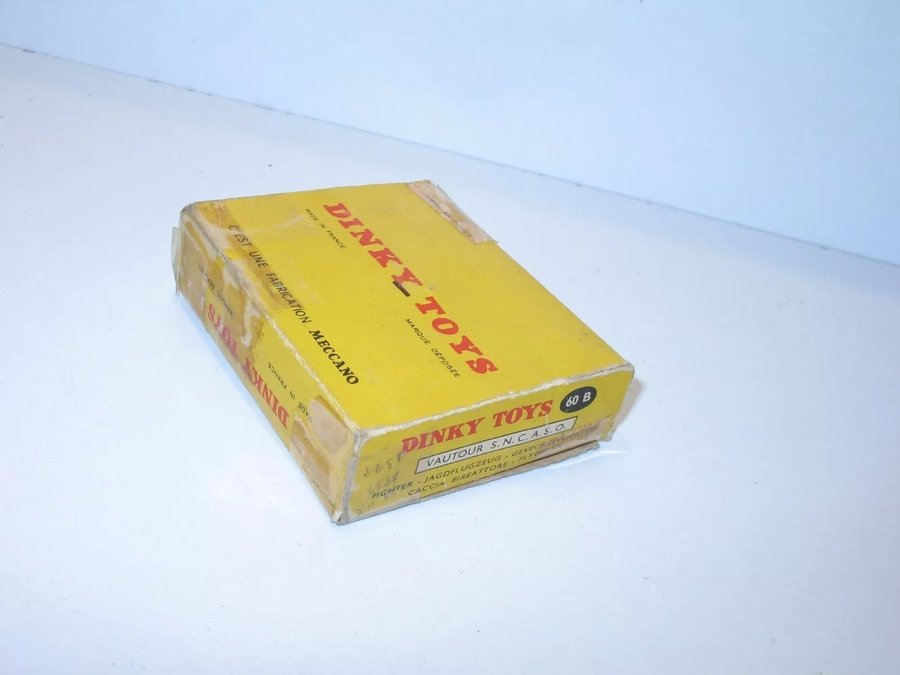 DINKY TOYS
MADE IN FRANCE
MARQUE DÉPOSÉE
C'EST UNE FABRICATION MECCANO
DINKY TOYS
MADE IN FRANCE
DINKY TOYS 60 B
VAUTOUR S.N.C.A.S.O.
FIGHTER - JAGDFLUGZEUG -
CACCIA BIREATTORE -